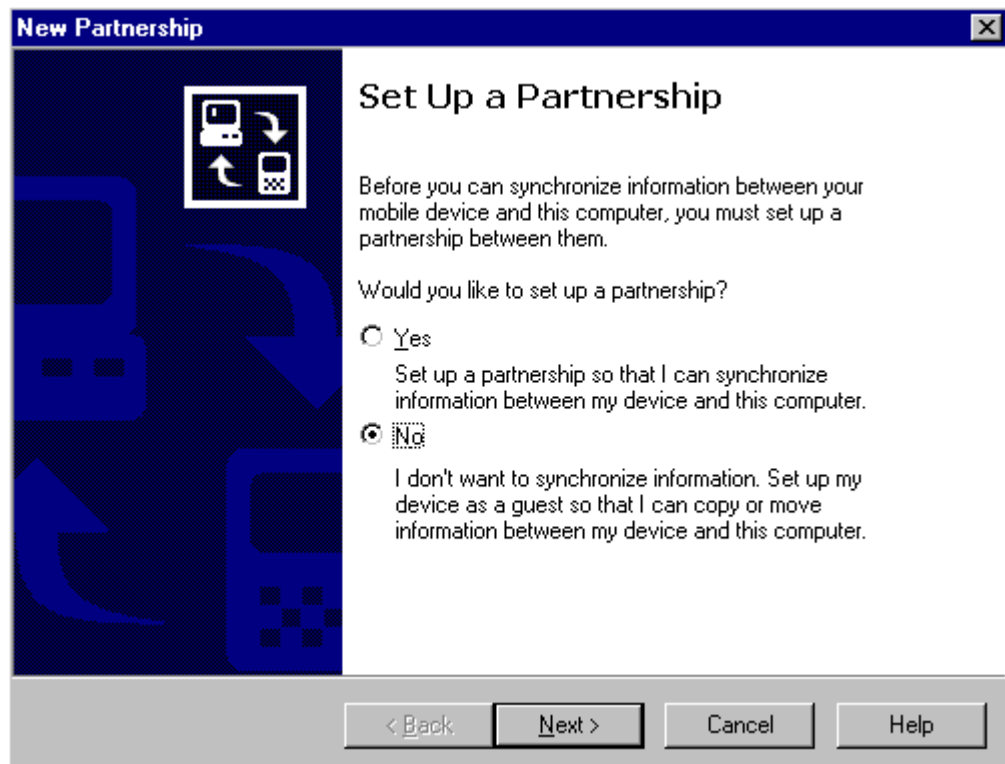 New Partnership
Set Up a Partnership
Before you can synchronize information between your
mobile device and this computer, you must set up a
partnership between them.
Would you like to set up a partnership?
Yes
Set up a partnership so that I can synchronize
information between my device and this computer.
No
I don't want to synchronize information. Set up my
device as a guest so that I can copy or move
information between my device and this computer.
< Back Next > Cancel Help